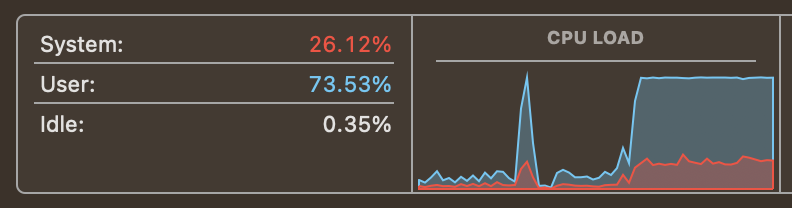 System: 26.12%
User: 73.53%
Idle: 0.35%
CPU LOAD